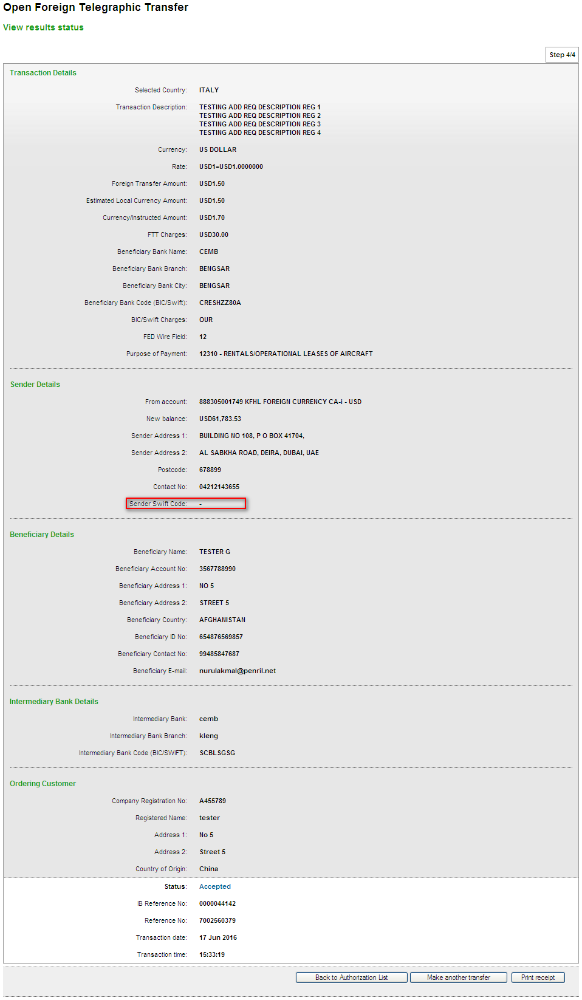 Open Foreign Telegraphic Transfer
View results status
Step 4/4
Transaction Details
Selected Country: ITALY
Transaction Description: TESTING ADD REQ DESCRIPTION REG 1
TESTING ADD REQ DESCRIPTION REG 2
TESTING ADD REQ DESCRIPTION REG 3
TESTING ADD REQ DESCRIPTION REG 4
Currency: US DOLLAR
Rate: USD1=USD1.0000000
Foreign Transfer Amount: USD1.50
Estimated Local Currency Amount: USD1.50
Currency/Instructed Amount: USD1.70
FTT Charges: USD30.00
Beneficiary Bank Name: CEMB
Beneficiary Bank Branch: BENGSAR
Beneficiary Bank City: BENGSAR
Beneficiary Bank Code (BIC/Swift): CRESHZZ80A
BIC/Swift Charges: OUR
FED Wire Field: 12
Purpose of Payment: 12310 - RENTALS/OPERATIONAL LEASES OF AIRCRAFT
Sender Details
From account: 888305001749 KFHL FOREIGN CURRENCY CA-i - USD
New balance: USD61,783.53
Sender Address 1: BUILDING NO 108, P O BOX 41704,
Sender Address 2: AL SABKHA ROAD, DEIRA, DUBAI, UAE
Postcode: 678899
Contact No: 04212143655
Sender Swift Code: -
Beneficiary Details
Beneficiary Name: TESTER G
Beneficiary Account No: 3567788990
Beneficiary Address 1: NO 5
Beneficiary Address 2: STREET 5
Beneficiary Country: AFGHANISTAN
Beneficiary ID No: 654876569857
Beneficiary Contact No: 99485847687
Beneficiary E-mail: nurulakmal@penril.net
Intermediary Bank Details
Intermediary Bank: cemb
Intermediary Bank Branch: kleng
Intermediary Bank Code (BIC/SWIFT): SCBLSGSG
Ordering Customer
Company Registration No: A455789
Registered Name: tester
Address 1: No 5
Address 2: Street 5
Country of Origin: China
Status: Accepted
IB Reference No: 0000044142
Reference No: 7002560379
Transaction date: 17 Jun 2016
Transaction time: 15:33:19
Back to Authorization List Make another transfer Print receipt